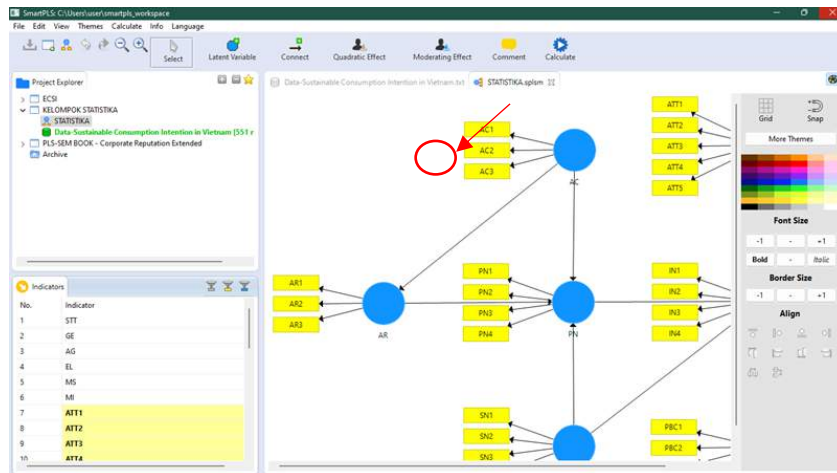 SmartPLS: C:\Users\user\smartpls_workspace
File Edit View Themes Calculate Info Language
Select
Latent Variable
Connect
Quadratic Effect
Moderating Effect
Comment
Calculate
Project Explorer
ECSI
KELOMPOK STATISTIKA
STATISTIKA
Data-Sustainable Consumption Intention in Vietnam [551 r
PLS-SEM BOOK - Corporate Reputation Extended
Archive
Indicators
No. Indicator
1 STT
2 GE
3 AG
4 EL
5 MS
6 MI
7 ATT1
8 ATT2
9 ATT3
10 ATT4
Data-Sustainable Consumption Intention in Vietnam.txt
STATISTIKA.splsm
AC1
AC2
AC3
AC
ATT1
ATT2
ATT3
ATT4
ATT5
AR1
AR2
AR3
AR
PN1
PN2
PN3
PN4
PN
IN1
IN2
IN3
IN4
SN1
SN2
SN3
PBC1
PBC2
Grid
Snap
More Themes
Font Size
-1 - +1
Bold - Italic
Border Size
-1 - +1
Align